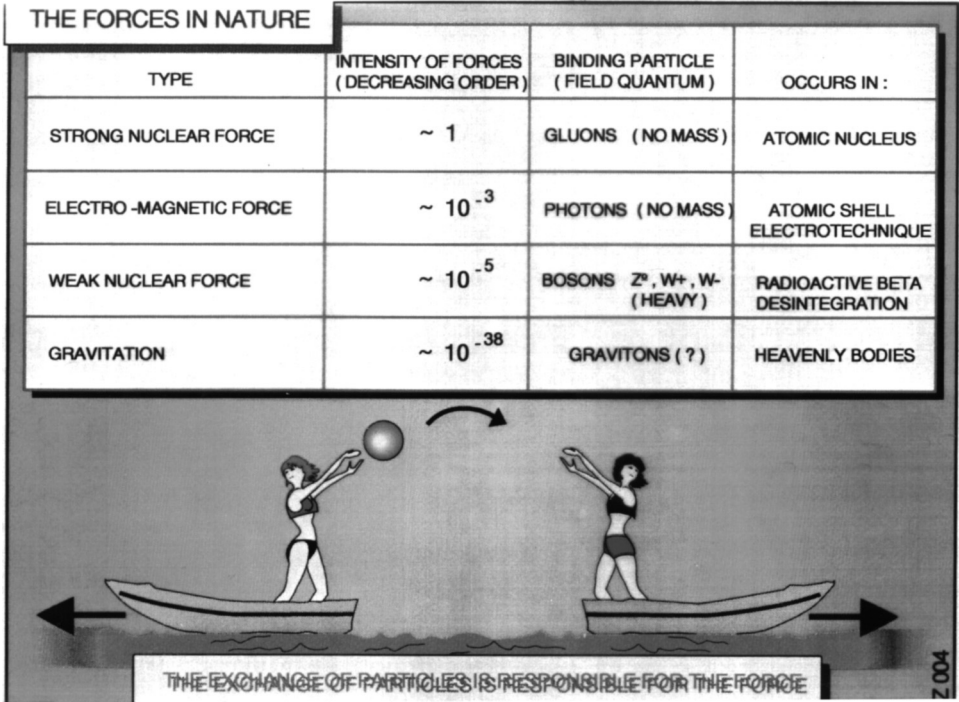 THE FORCES IN NATURE
TYPE
INTENSITY OF FORCES
( DECREASING ORDER )
BINDING PARTICLE
( FIELD QUANTUM )
OCCURS IN :
STRONG NUCLEAR FORCE
~ 1
GLUONS ( NO MASS )
ATOMIC NUCLEUS
ELECTRO -MAGNETIC FORCE
~ 10⁻³
PHOTONS ( NO MASS )
ATOMIC SHELL
ELECTROTECHNIQUE
WEAK NUCLEAR FORCE
~ 10⁻⁵
BOSONS Zº , W+ , W-
( HEAVY )
RADIOACTIVE BETA
DESINTEGRATION
GRAVITATION
~ 10⁻³⁸
GRAVITONS ( ? )
HEAVENLY BODIES
THE EXCHANGE OF PARTICLES IS RESPONSIBLE FOR THE FORCE
Z 004